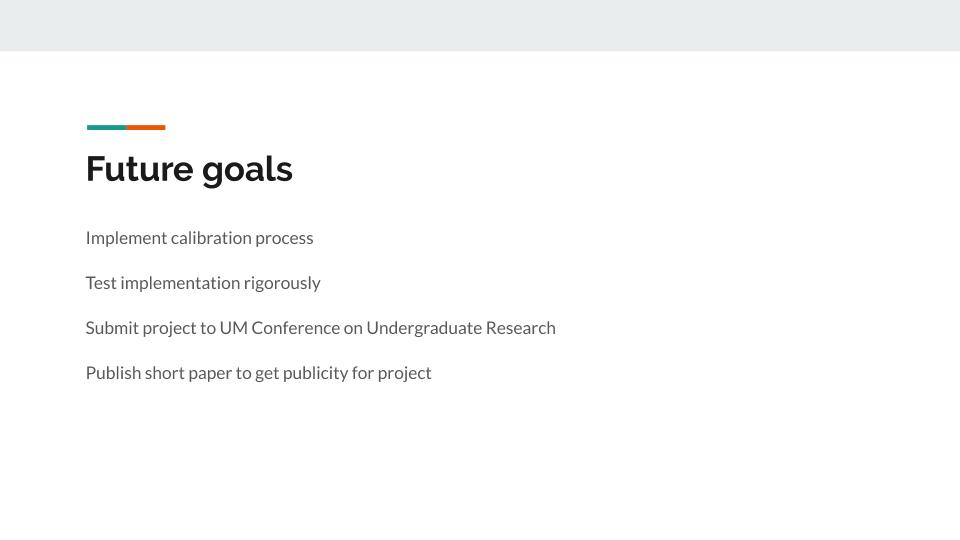 Future goals
Implement calibration process
Test implementation rigorously
Submit project to UM Conference on Undergraduate Research
Publish short paper to get publicity for project